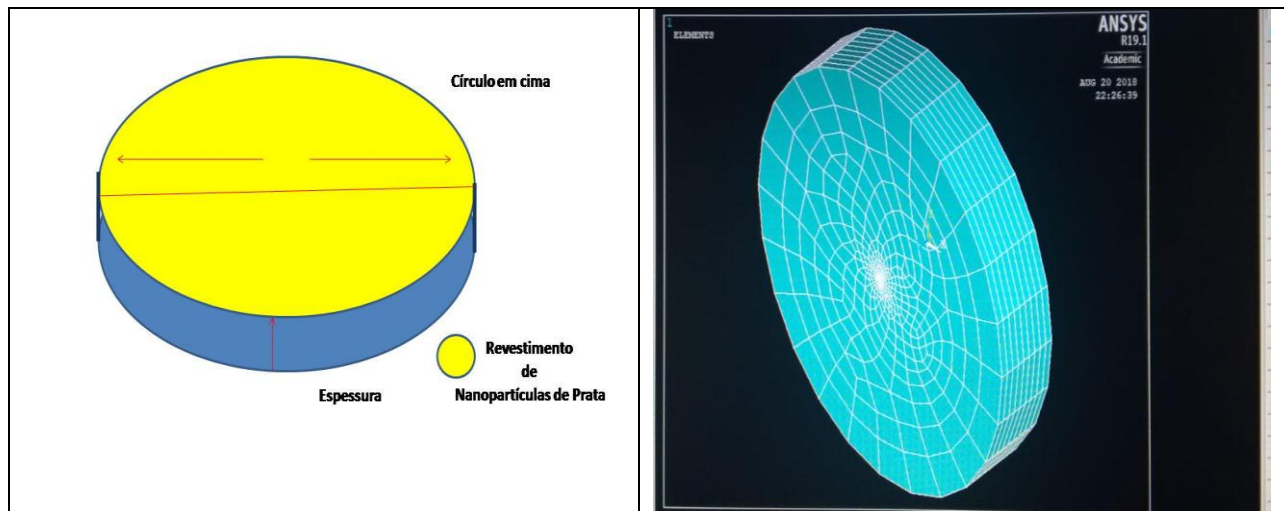 Círculo em cima
Revestimento
de
Nanopartículas de Prata
Espessura
1
ELEMENTS
ANSYS
R19.1
Academic
AUG 20 2018
22:26:39